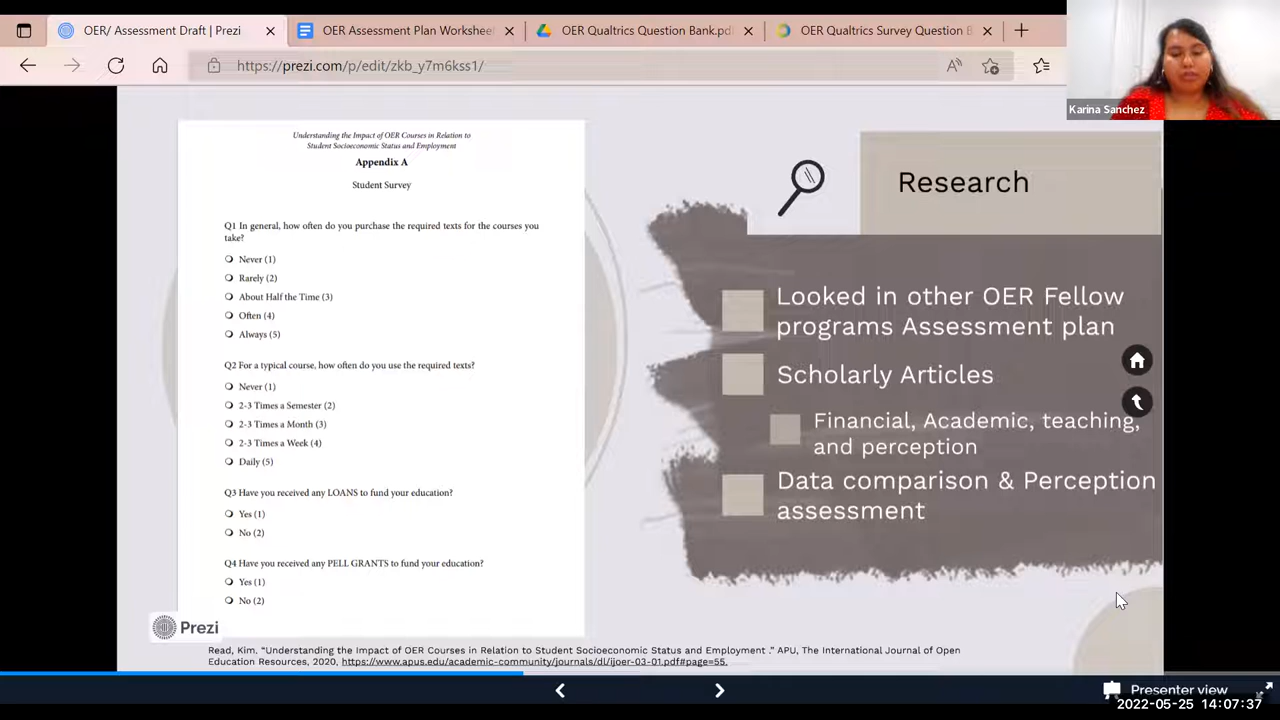 OER/ Assessment Draft | Prezi
OER Assessment Plan Workshee
OER Qualtrics Question Bank.pd
OER Qualtrics Survey Question B
https://prezi.com/p/edit/zkb_y7m6kss1/
Karina Sanchez
Understanding the Impact of OER Courses in Relation to
Student Socioeconomic Status and Employment
Appendix A
Student Survey
Q1 In general, how often do you purchase the required texts for the courses you
take?
Never (1)
Rarely (2)
About Half the Time (3)
Often (4)
Always (5)
Q2 For a typical course, how often do you use the required texts?
Never (1)
2-3 Times a Semester (2)
2-3 Times a Month (3)
2-3 Times a Week (4)
Daily (5)
Q3 Have you received any LOANS to fund your education?
Yes (1)
No (2)
Q4 Have you received any PELL GRANTS to fund your education?
Yes (1)
No (2)
Prezi
Research
Looked in other OER Fellow
programs Assessment plan
Scholarly Articles
Financial, Academic, teaching,
and perception
Data comparison & Perception
assessment
Read, Kim. "Understanding the Impact of OER Courses in Relation to Student Socioeconomic Status and Employment ." APU, The International Journal of Open
Education Resources, 2020, https://www.apus.edu/academic-community/journals/dl/ijoer-03-01.pdf#page=55.
Presenter view
2022-05-25 14:07:37